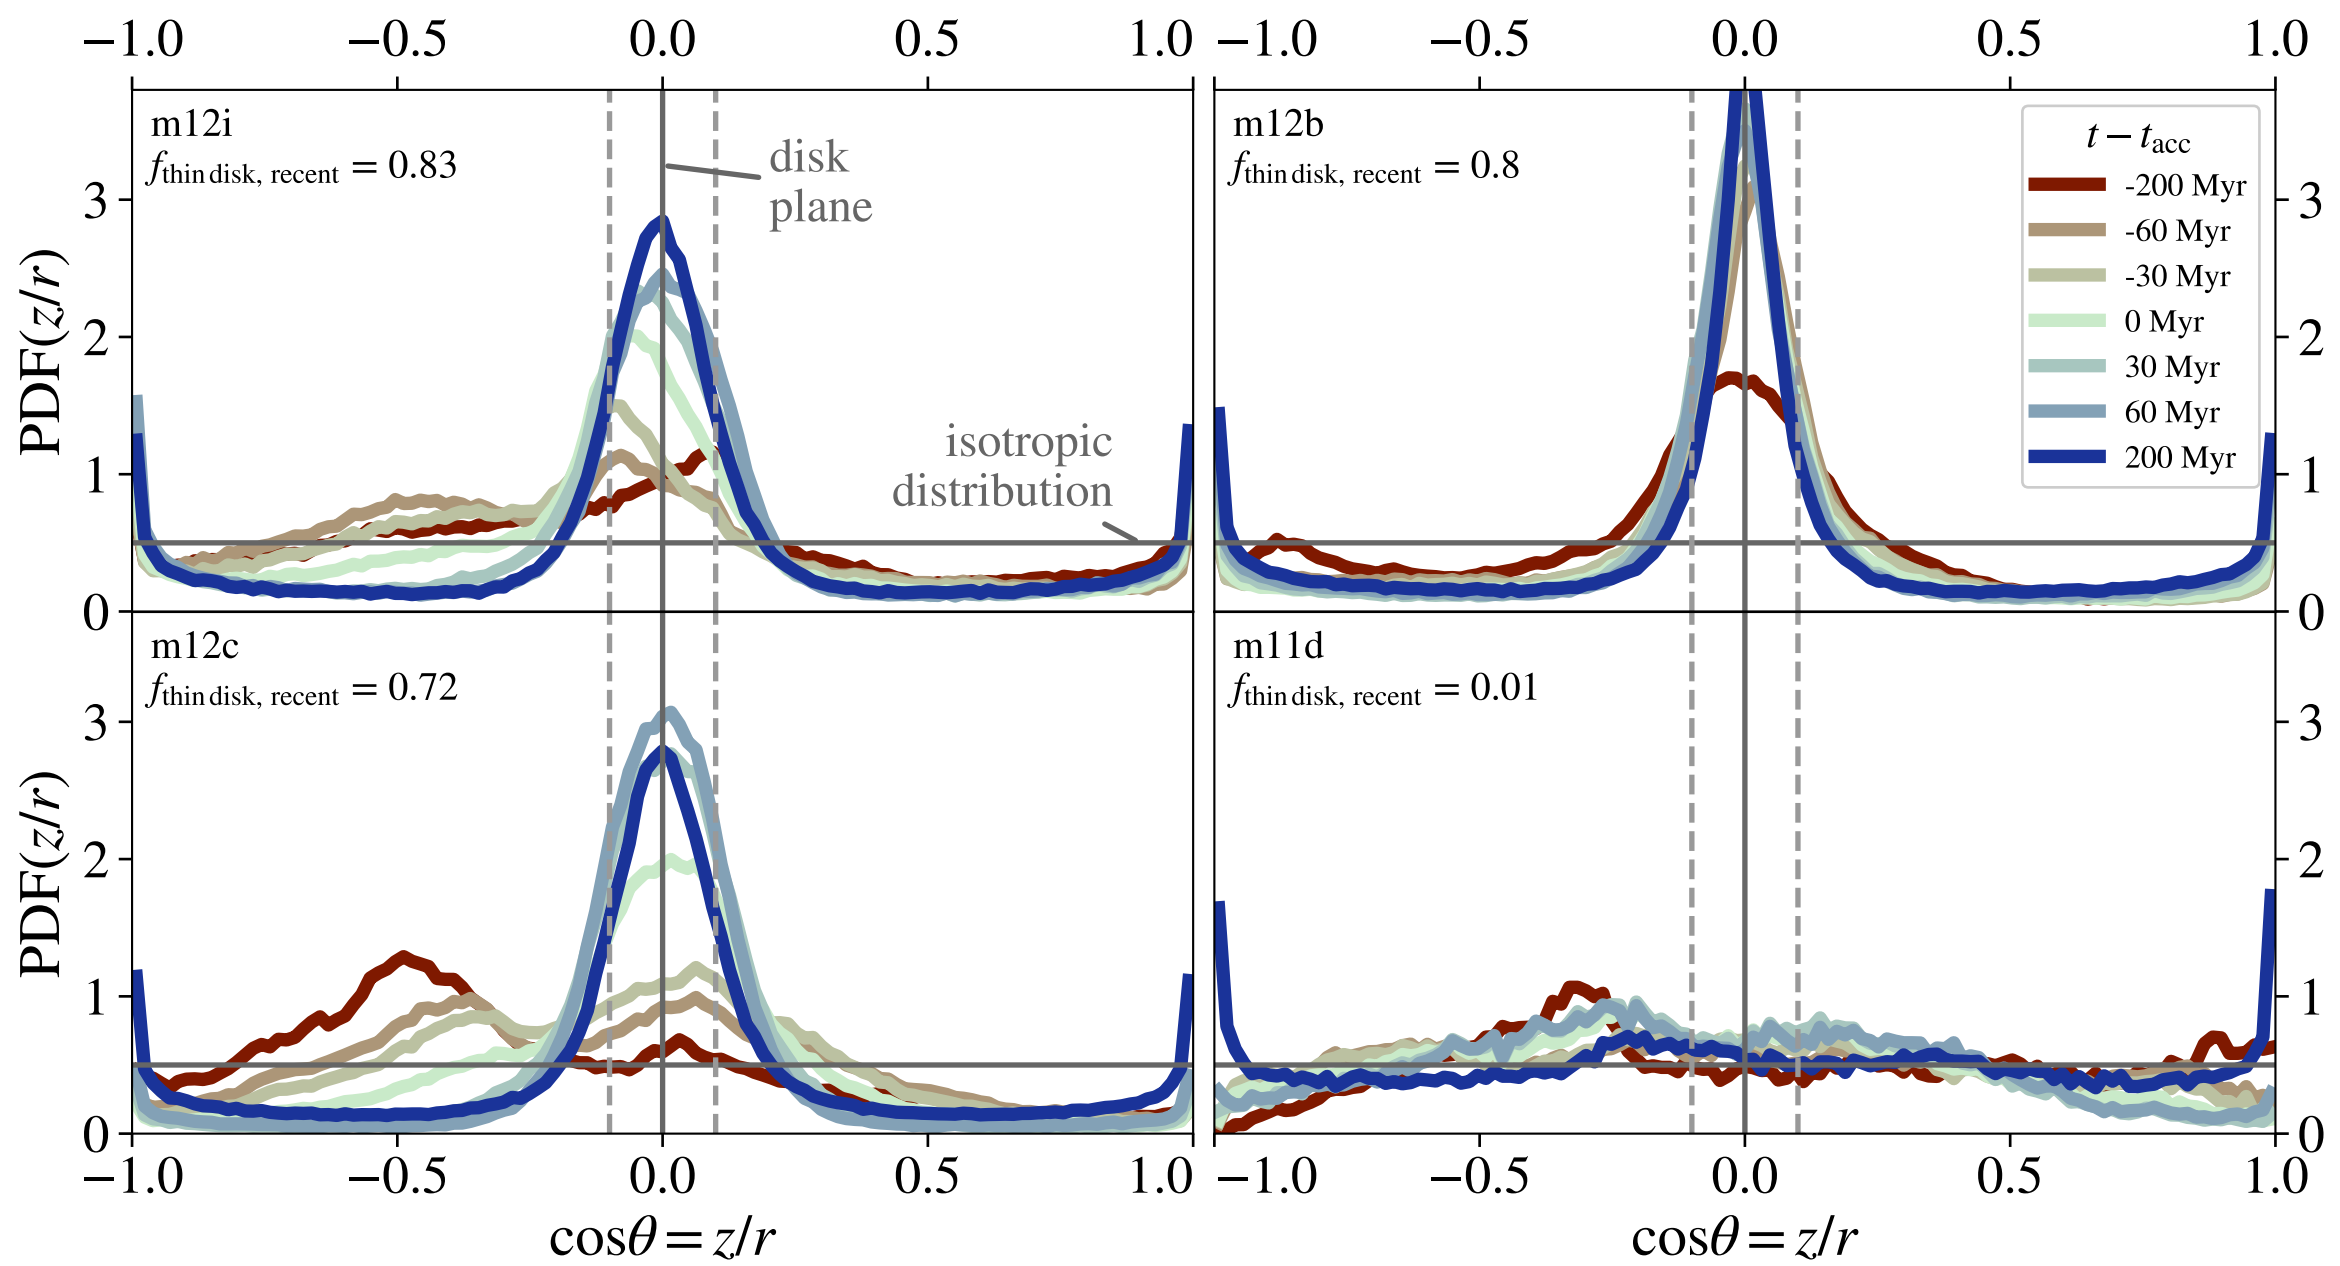 −1.0 −0.5 0.0 0.5 1.0 −1.0 −0.5 0.0 0.5 1.0
m12i
f thin disk, recent = 0.83
disk
plane
isotropic
distribution
PDF(z/r)
3
2
1
0
m12b
f thin disk, recent = 0.8
t − t acc
-200 Myr
-60 Myr
-30 Myr
0 Myr
30 Myr
60 Myr
200 Myr
3
2
1
0
m12c
f thin disk, recent = 0.72
PDF(z/r)
3
2
1
0
m11d
f thin disk, recent = 0.01
3
2
1
0
−1.0 −0.5 0.0 0.5 1.0 −1.0 −0.5 0.0 0.5 1.0
cosθ = z/r cosθ = z/r